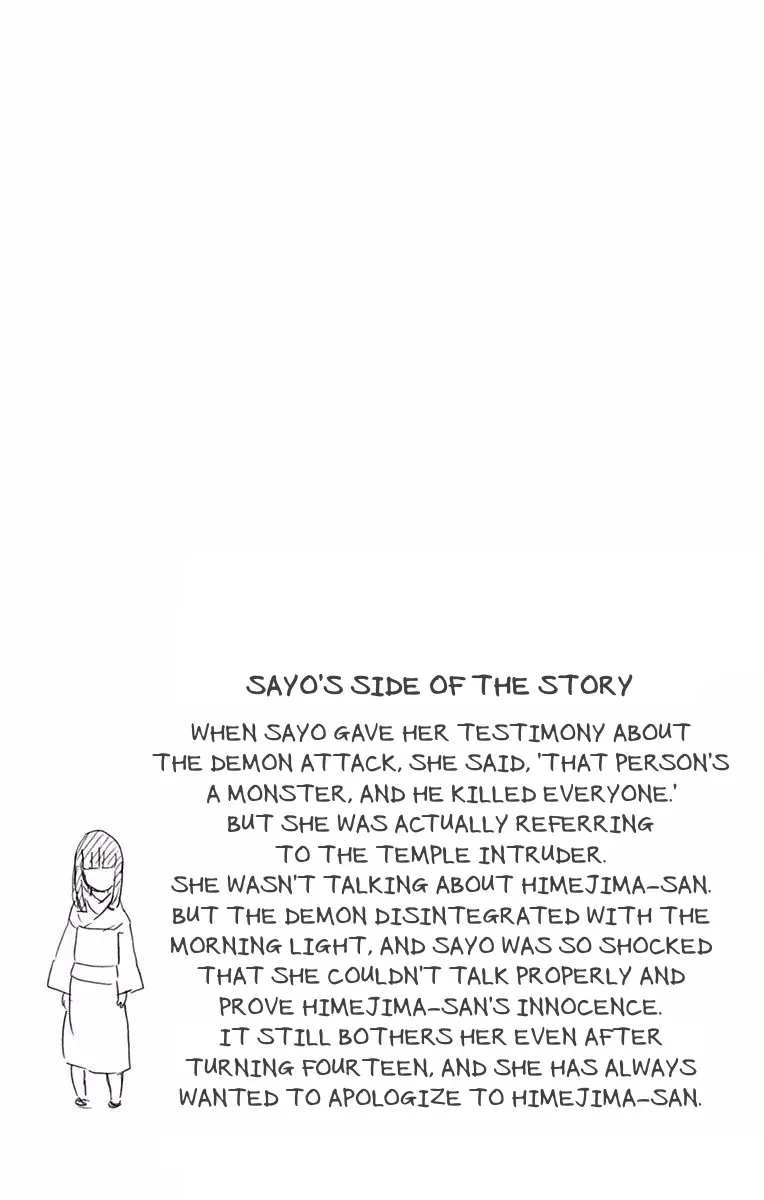 SAYO'S SIDE OF THE STORY
WHEN SAYO GAVE HER TESTIMONY ABOUT
THE DEMON ATTACK, SHE SAID, 'THAT PERSON'S
A MONSTER, AND HE KILLED EVERYONE.'
BUT SHE WAS ACTUALLY REFERRING
TO THE TEMPLE INTRUDER.
SHE WASN'T TALKING ABOUT HIMEJIMA-SAN.
BUT THE DEMON DISINTEGRATED WITH THE
MORNING LIGHT, AND SAYO WAS SO SHOCKED
THAT SHE COULDN'T TALK PROPERLY AND
PROVE HIMEJIMA-SAN'S INNOCENCE.
IT STILL BOTHERS HER EVEN AFTER
TURNING FOURTEEN, AND SHE HAS ALWAYS
WANTED TO APOLOGIZE TO HIMEJIMA-SAN.